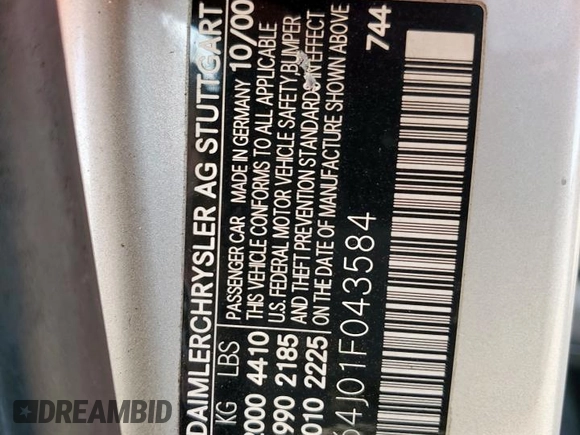 DAIMLERCHRYSLER AG STUTTGART
PASSENGER CAR MADE IN GERMANY 10/00
KG LBS THIS VEHICLE CONFORMS TO ALL APPLICABLE
2000 4410 U.S. FEDERAL MOTOR VEHICLE SAFETY, BUMPER
990 2185 AND THEFT PREVENTION STANDARDS IN EFFECT
010 2225 ON THE DATE OF MANUFACTURE SHOWN ABOVE
64J01F043584 744
DREAMBID